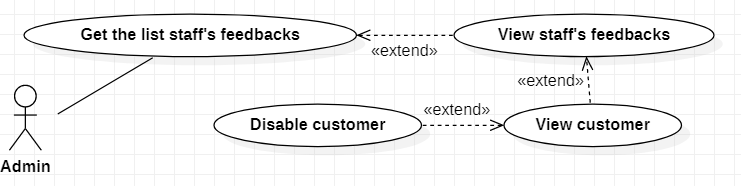 Get the list staff's feedbacks
View staff's feedbacks
«extend»
«extend»
«extend»
Disable customer
View customer
Admin